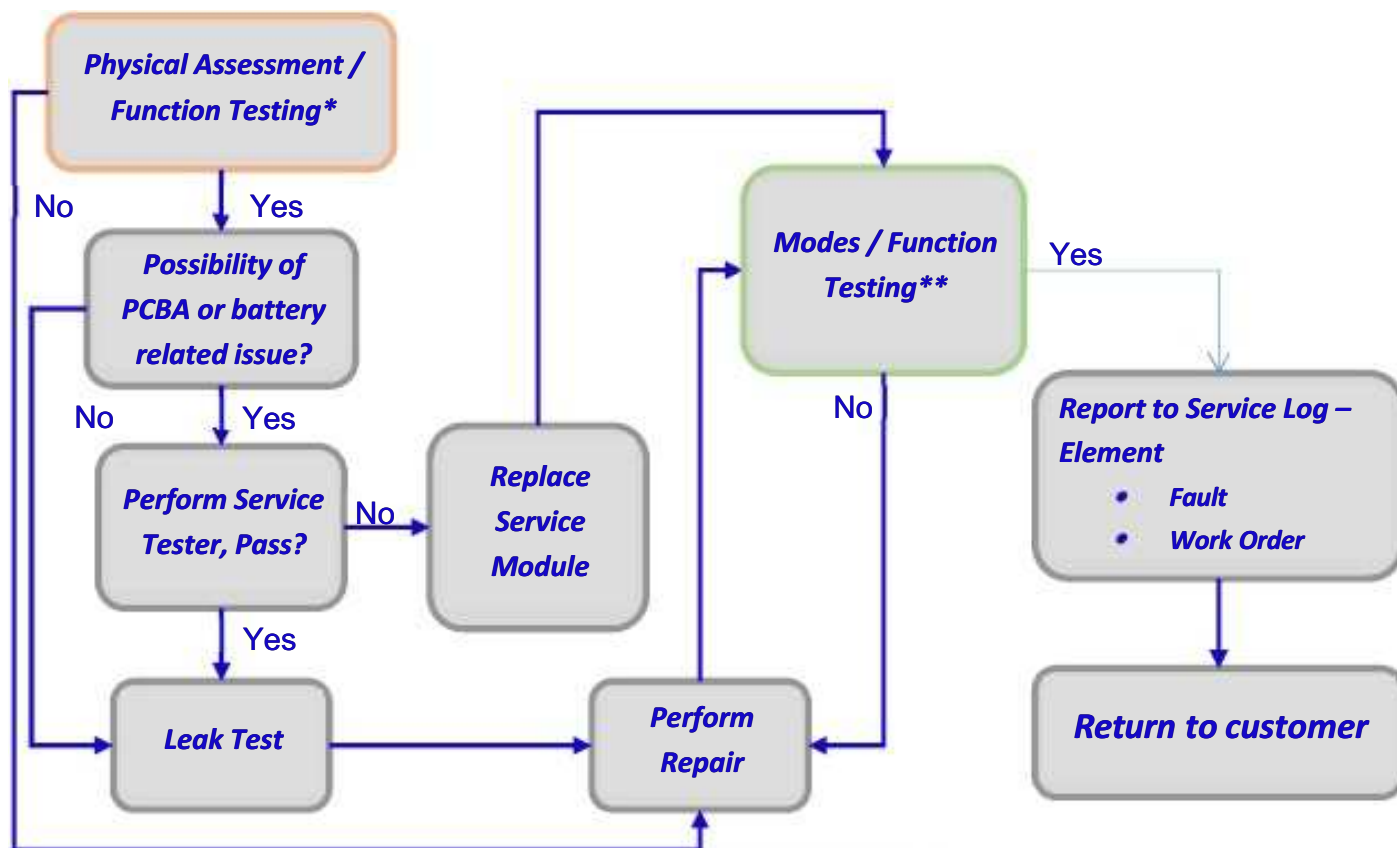 Physical Assessment /
Function Testing*
No
Yes
Possibility of
PCBA or battery
related issue?
No
Yes
Perform Service
Tester, Pass?
No
Yes
Leak Test
Replace
Service
Module
Perform
Repair
Modes / Function
Testing**
Yes
No
Report to Service Log –
Element
• Fault
• Work Order
Return to customer